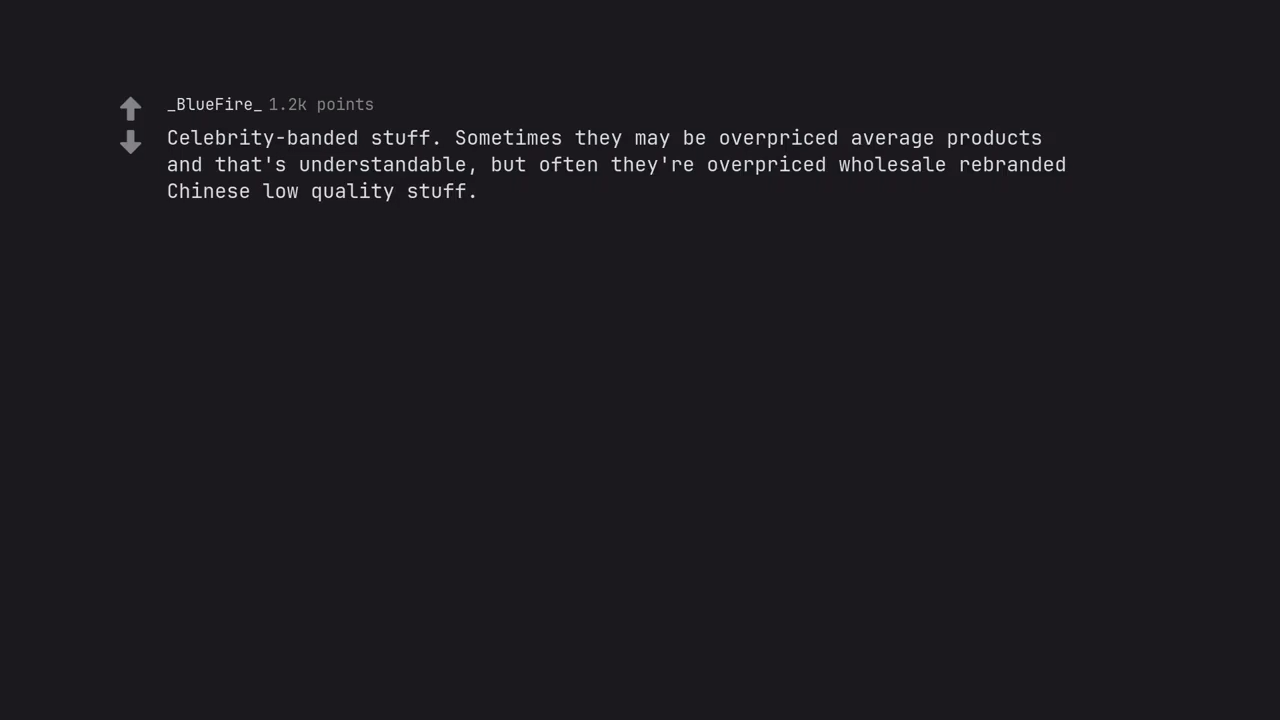 _BlueFire_ 1.2k points
Celebrity-banded stuff. Sometimes they may be overpriced average products
and that's understandable, but often they're overpriced wholesale rebranded
Chinese low quality stuff.